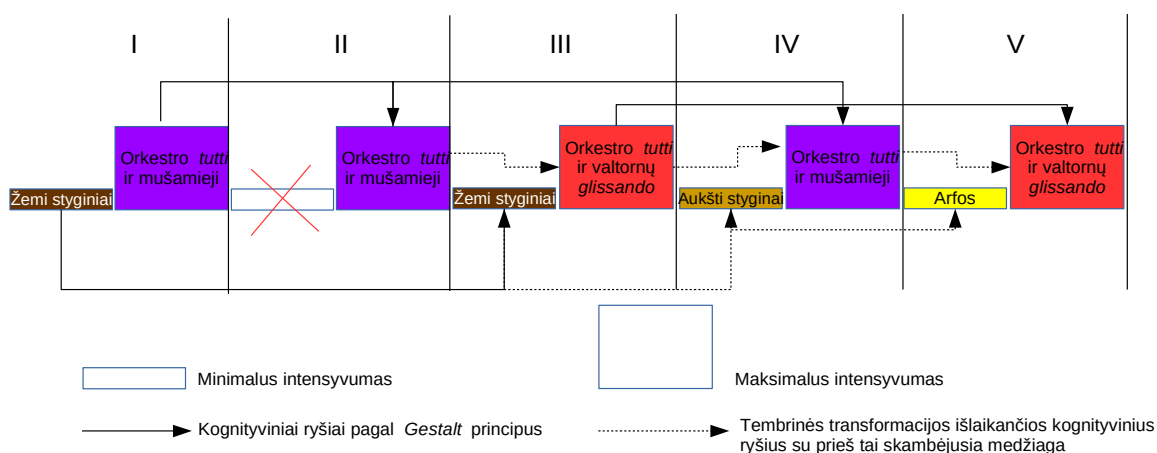 I
II
III
IV
V
Žemi styginiai
Orkestro tutti
ir mušamieji
Orkestro tutti
ir mušamieji
Žemi styginiai
Orkestro tutti
ir valtornų
glissando
Aukšti styginai
Orkestro tutti
ir mušamieji
Arfos
Orkestro tutti
ir valtornų
glissando
Minimalus intensyvumas
Maksimalus intensyvumas
Kognityviniai ryšiai pagal Gestalt principus
Tembrinės transformacijos išlaikančios kognityvinius
ryšius su prieš tai skambėjusia medžiaga